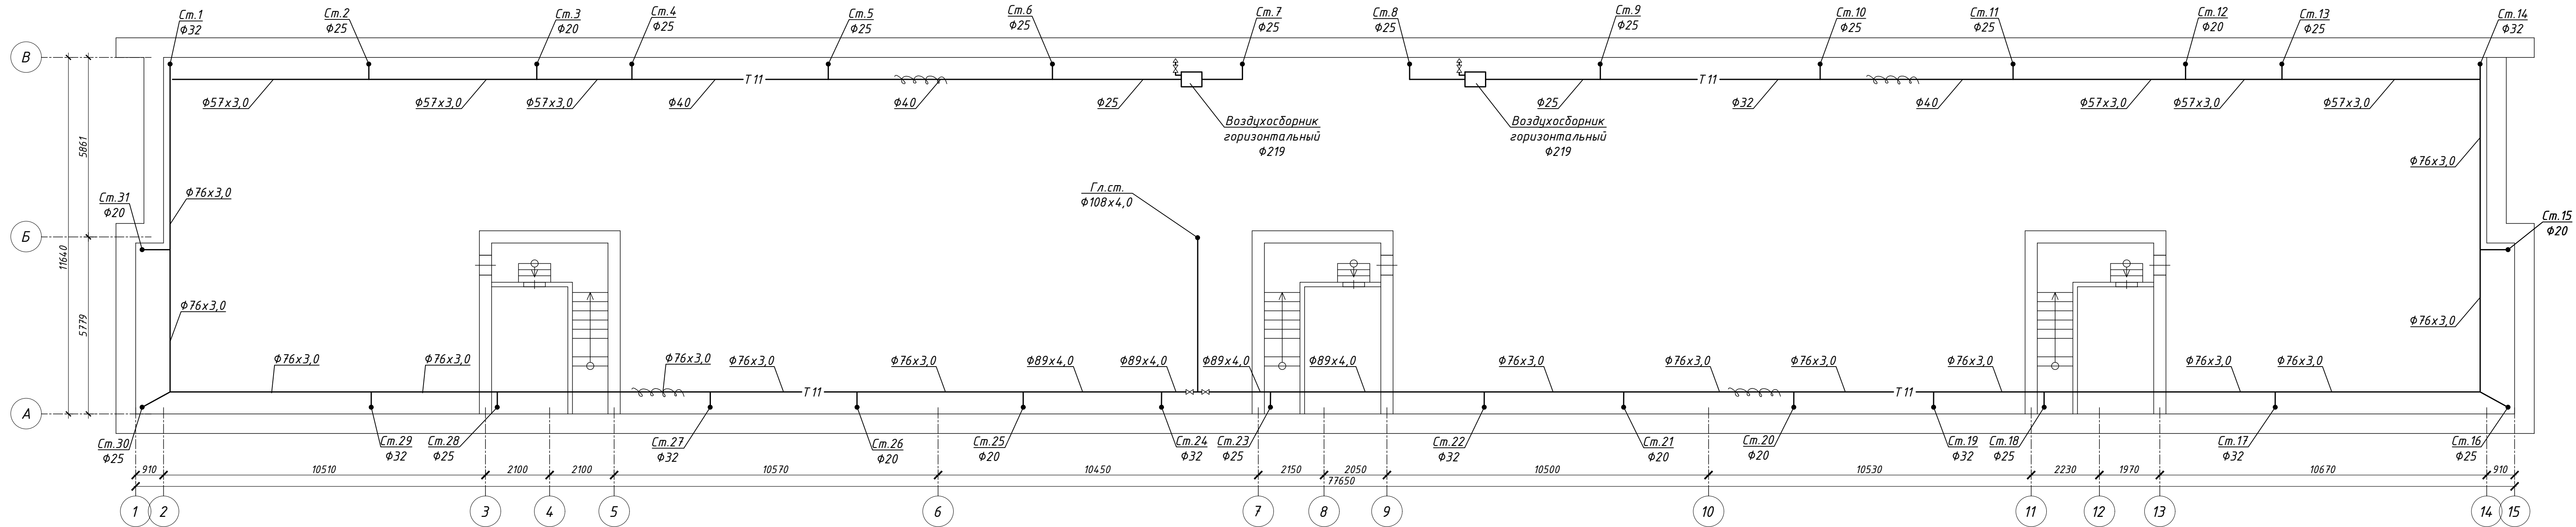 Ст.1
Ф32
Ст.2
Ф25
Ст.3
Ф20
Ст.4
Ф25
Ст.5
Ф25
Ст.6
Ф25
Ст.7
Ф25
Ст.8
Ф25
Ст.9
Ф25
Ст.10
Ф25
Ст.11
Ф25
Ст.12
Ф20
Ст.13
Ф25
Ст.14
Ф32
В
Т 11
Т 11
Ф57х3,0
Ф57х3,0
Ф57х3,0
Ф40
Ф40
Ф25
Ф25
Ф32
Ф40
Ф57х3,0
Ф57х3,0
Ф57х3,0
Воздухосборник
горизонтальный
Ф219
Воздухосборник
горизонтальный
Ф219
5861
Ф76х3,0
Ф76х3,0
Гл.ст.
Ф108х4,0
Ст.31
Ф20
Ст.15
Ф20
Б
11640
5779
Ф76х3,0
Ф76х3,0
Ф76х3,0
Ф76х3,0
Ф76х3,0
Ф76х3,0
Ф76х3,0
Ф89х4,0
Ф89х4,0
Ф89х4,0
Ф89х4,0
Ф76х3,0
Ф76х3,0
Ф76х3,0
Ф76х3,0
Ф76х3,0
Ф76х3,0
Т 11
Т 11
А
Ст.30
Ф25
Ст.29
Ф32
Ст.28
Ф25
Ст.27
Ф32
Ст.26
Ф20
Ст.25
Ф20
Ст.24
Ф32
Ст.23
Ф25
Ст.22
Ф32
Ст.21
Ф20
Ст.20
Ф20
Ст.19
Ф32
Ст.18
Ф25
Ст.17
Ф32
Ст.16
Ф25
910
10510
2100
2100
10570
10450
2150
2050
10500
10530
2230
1970
10670
910
77650
1
2
3
4
5
6
7
8
9
10
11
12
13
14
15